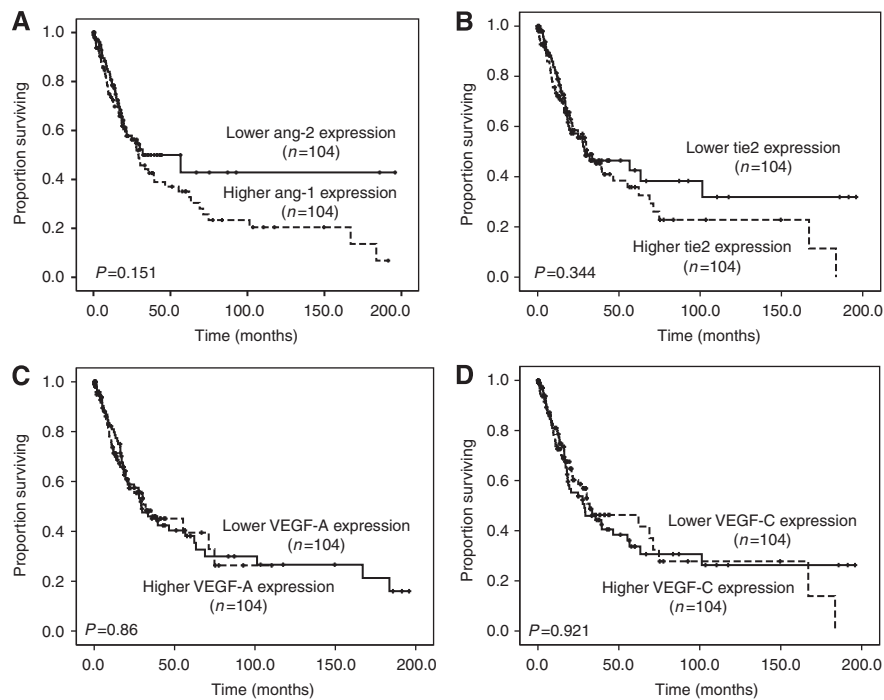 A
Proportion surviving
1.0
0.8
0.6
0.4
0.2
0.0
Lower ang-2 expression
(n=104)
Higher ang-1 expression
(n=104)
P=0.151
0.0 50.0 100.0 150.0 200.0
Time (months)
B
Proportion surviving
1.0
0.8
0.6
0.4
0.2
0.0
Lower tie2 expression
(n=104)
Higher tie2 expression
(n=104)
P=0.344
0.0 50.0 100.0 150.0 200.0
Time (months)
C
Proportion surviving
1.0
0.8
0.6
0.4
0.2
0.0
Lower VEGF-A expression
(n=104)
Higher VEGF-A expression
(n=104)
P=0.86
0.0 50.0 100.0 150.0 200.0
Time (months)
D
Proportion surviving
1.0
0.8
0.6
0.4
0.2
0.0
Lower VEGF-C expression
(n=104)
Higher VEGF-C expression
(n=104)
P=0.921
0.0 50.0 100.0 150.0 200.0
Time (months)